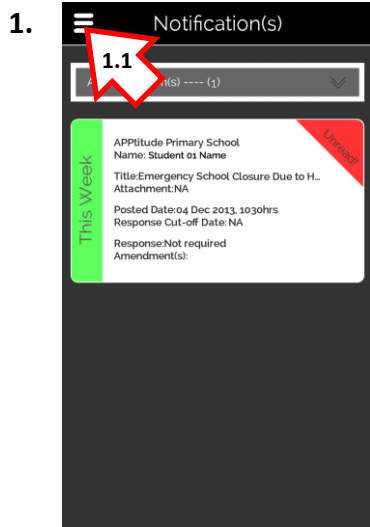 1.
Notification(s)
1.1
(s) ---- (1)
This Week
Unread!
APPtitude Primary School
Name: Student 01 Name
Title:Emergency School Closure Due to H...
Attachment:NA
Posted Date:04 Dec 2013, 1030hrs
Response Cut-off Date: NA
Response:Not required
Amendment(s):